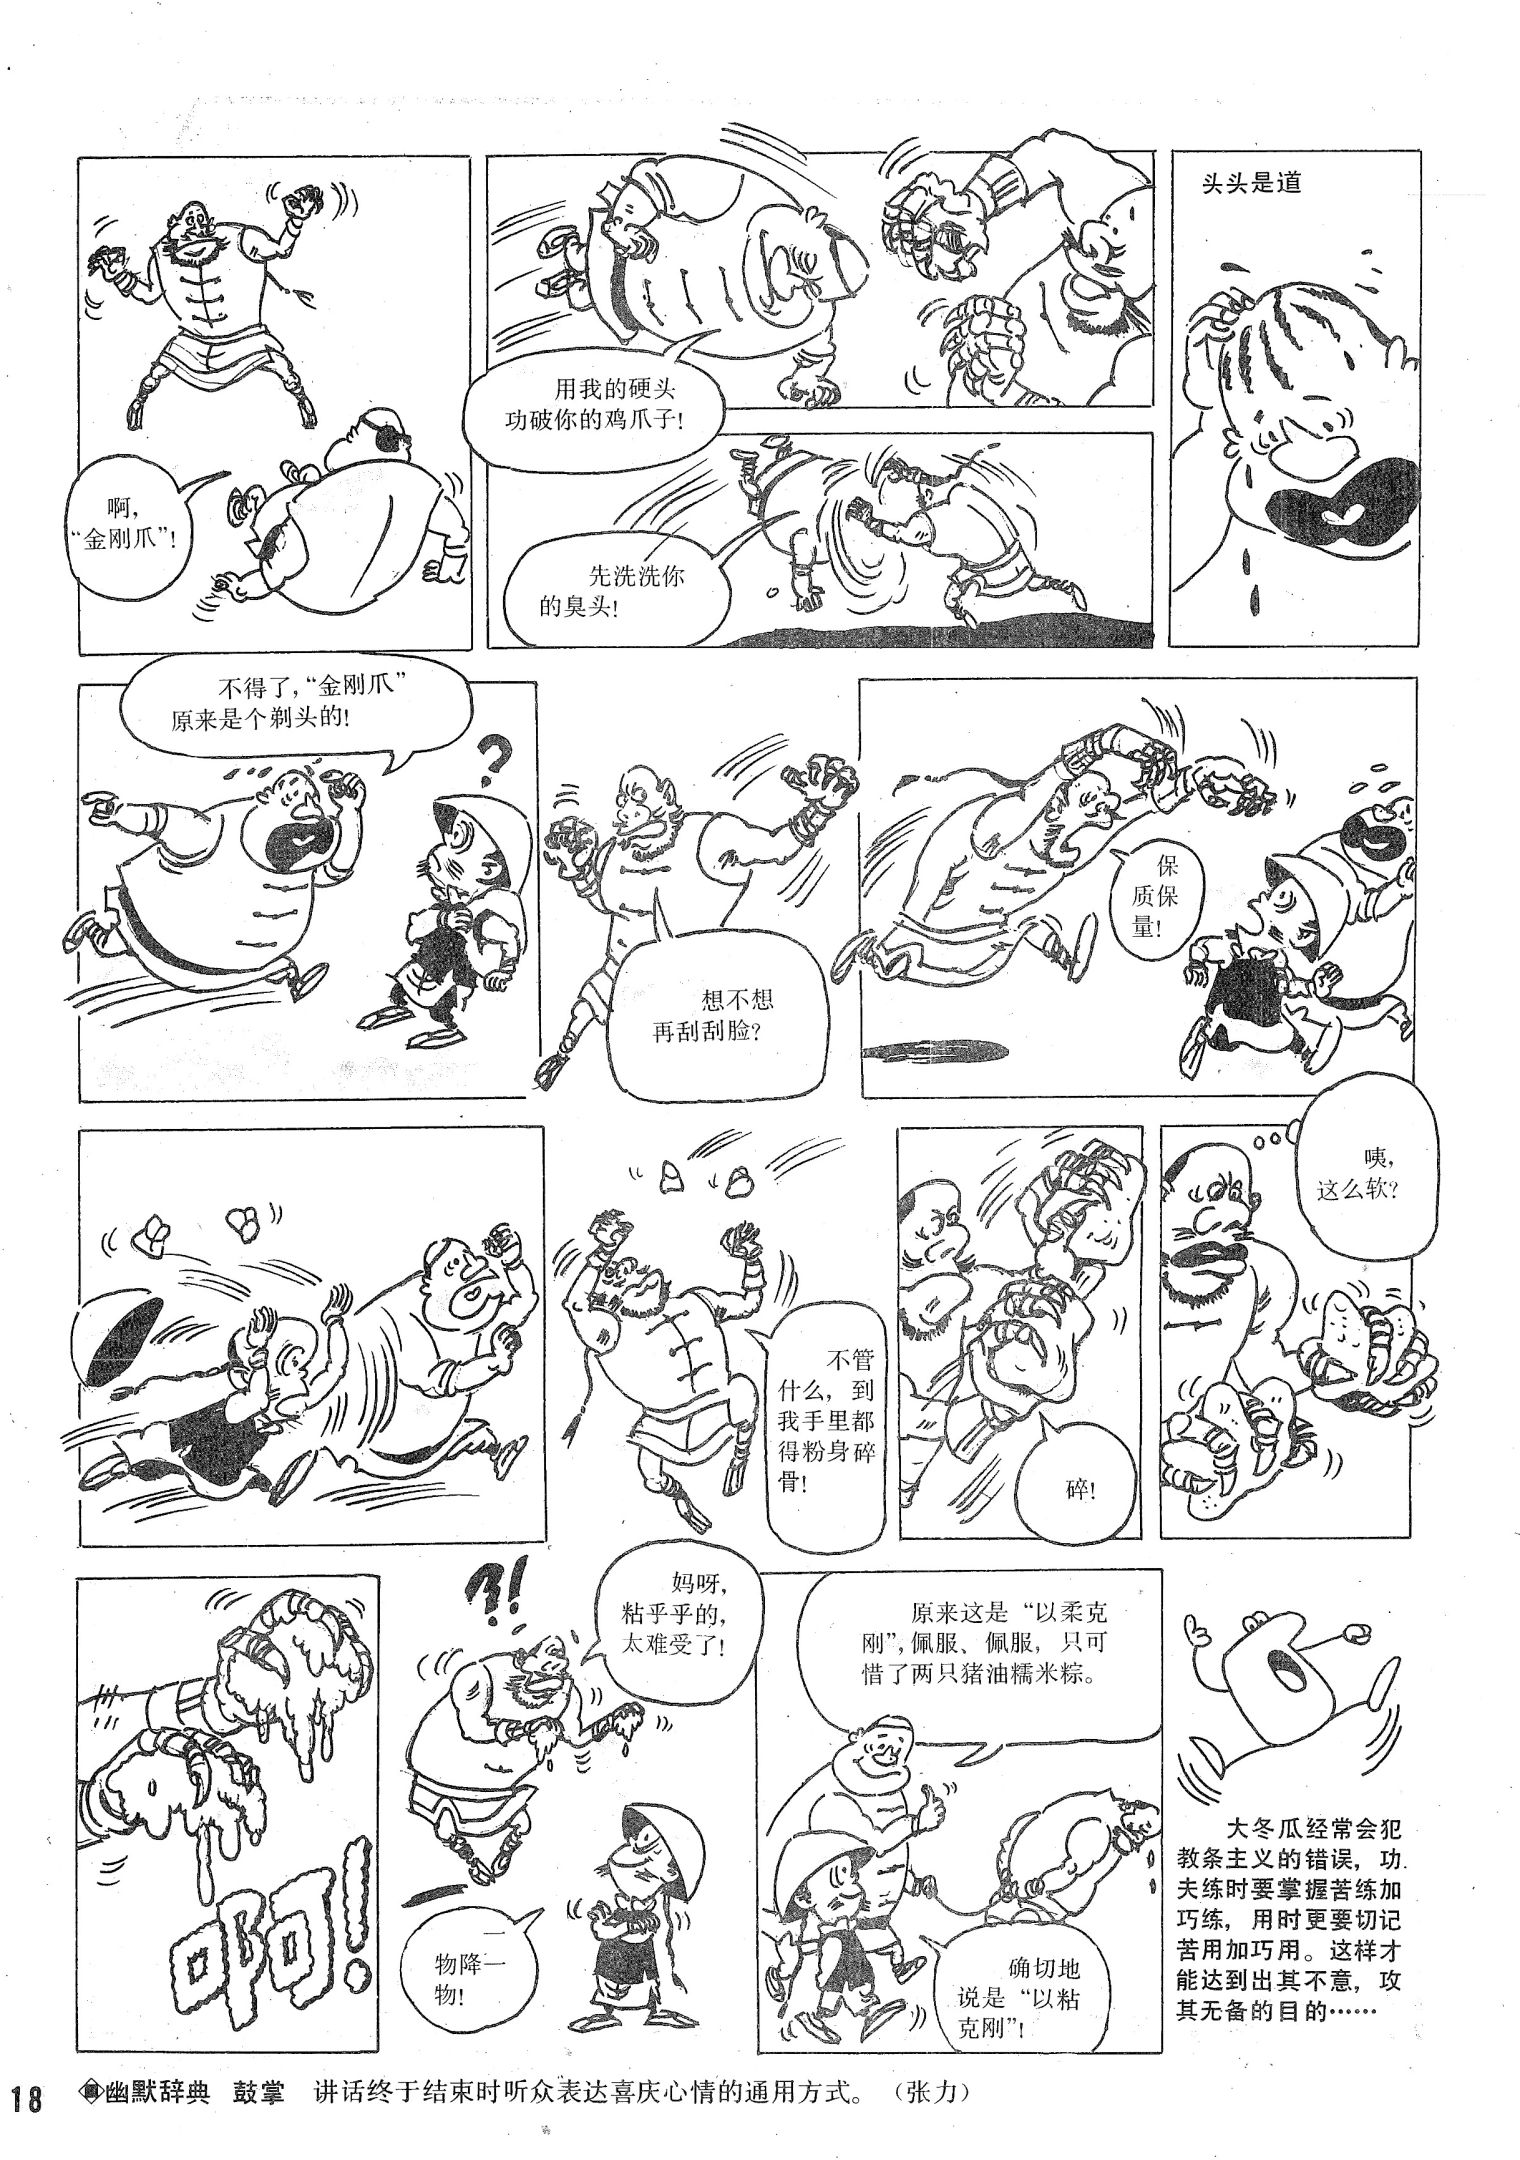 啊，
“金刚爪”！
用我的硬头
功破你的鸡爪子！
先洗洗你
的臭头！
头头是道
不得了，“金刚爪”
原来是个剃头的！
?
想不想
再刮刮脸？
保
质保
量！
不管
什么，到
我手里都
得粉身碎
骨！
碎！
咦，
这么软？
啊！
?!
妈呀，
粘乎乎的，
太难受了！
一
物降一
物！
原来这是“以柔克
刚”，佩服、佩服，只可
惜了两只猪油糯米粽。
确切地
说是“以粘
克刚”！
大冬瓜经常会犯
教条主义的错误，功
夫练时要掌握苦练加
巧练，用时更要切记
苦用加巧用。这样才
能达到出其不意，攻
其无备的目的……
18 幽默辞典 鼓掌 讲话终于结束时听众表达喜庆心情的通用方式。（张力）